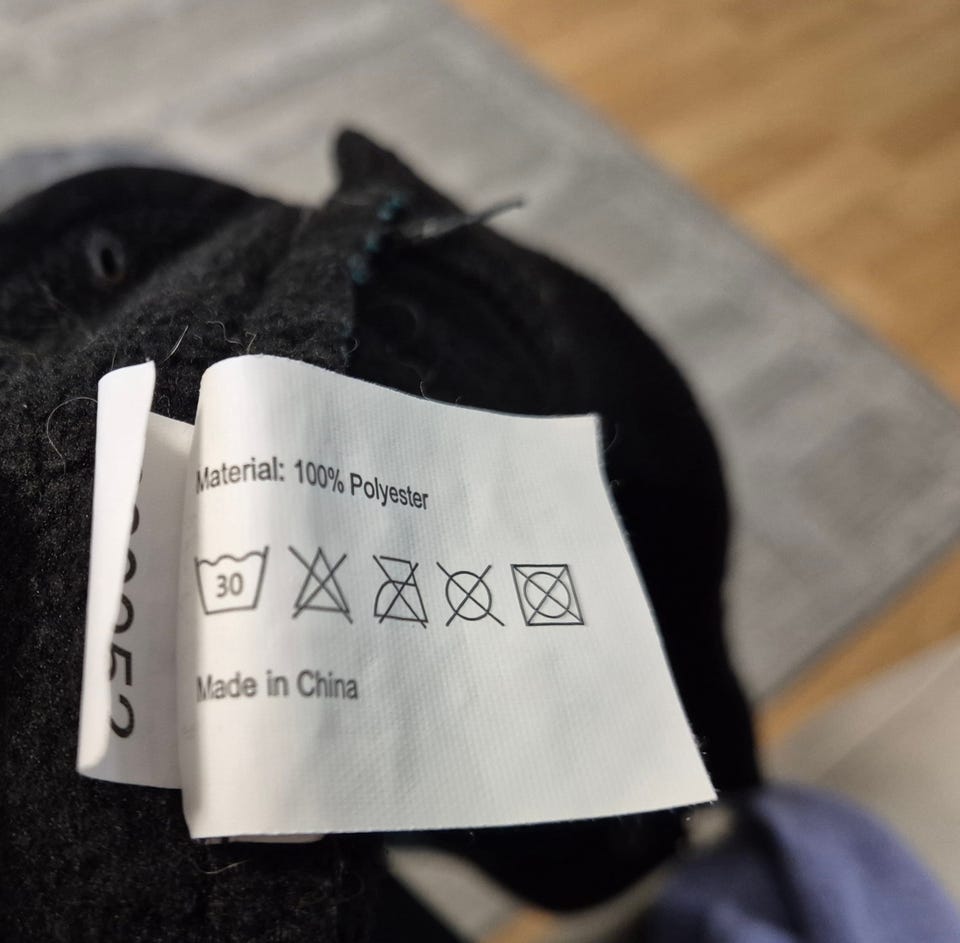 Material: 100% Polyester
30
Made in China